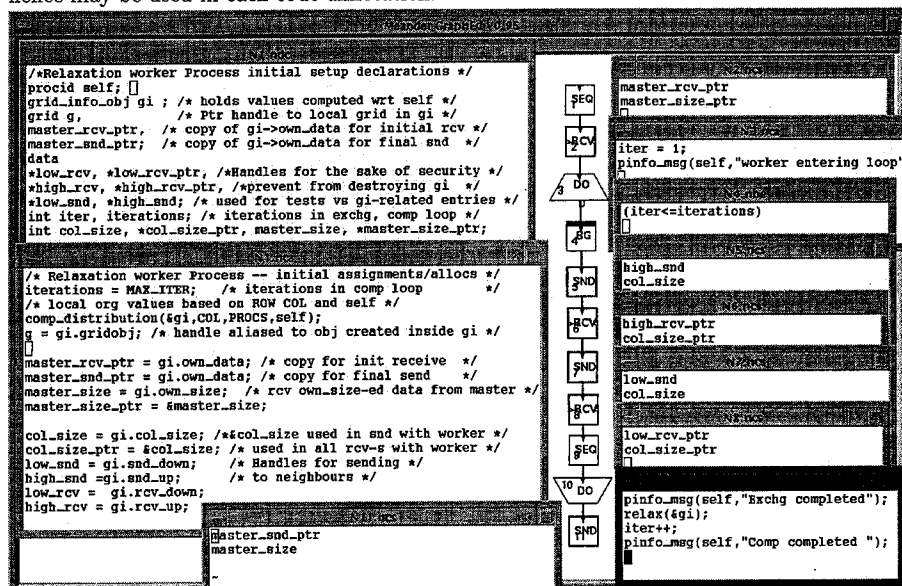 /*Relaxation worker Process initial setup declarations */
procid self;
grid_info_obj gi ; /* holds values computed wrt self */
grid g, /* Ptr handle to local grid in gi */
master_rcv_ptr, /* copy of gi->own_data for initial rcv */
master_snd_ptr; /* copy of gi->own_data for final snd */
data
*low_rcv, *low_rcv_ptr, /*Handles for the sake of security */
*high_rcv, *high_rcv_ptr, /*prevent from destroying gi */
*low_snd, *high_snd; /* used for tests vs gi-related entries */
int iter, iterations; /* iterations in exchg, comp loop */
int col_size, *col_size_ptr, master_size, *master_size_ptr;
/* Relaxation worker Process -- initial assignments/allocs */
iterations = MAX_ITER; /* iterations in comp loop */
/* local org values based on ROW COL and self */
comp_distribution(&gi,COL,PROCS,self);
g = gi.gridobj; /* handle aliased to obj created inside gi */
master_rcv_ptr = gi.own_data; /* copy for init receive */
master_snd_ptr = gi.own_data; /* copy for final send */
master_size = gi.own_size; /* rcv own_size-ed data from master */
master_size_ptr = &master_size;
col_size = gi.col_size; /*&col_size used in snd with worker */
col_size_ptr = &col_size; /* used in all rcv-s with worker */
low_snd = gi.snd_down; /* Handles for sending */
high_snd =gi.snd_up; /* to neighbours */
low_rcv = gi.rcv_down;
high_rcv = gi.rcv_up;
master_snd_ptr
master_size
~
SEQ
1
RCV
2
3 DO
BG
4
SND
5
RCV
6
SND
7
RCV
8
SEQ
9
10 DO
SND
11
master_rcv_ptr
master_size_ptr
iter = 1;
pinfo_msg(self,"worker entering loop"
(iter<=iterations)
high_snd
col_size
high_rcv_ptr
col_size_ptr
low_snd
col_size
low_rcv_ptr
col_size_ptr
pinfo_msg(self,"Exchg completed");
relax(&gi);
iter++;
pinfo_msg(self,"Comp completed ");